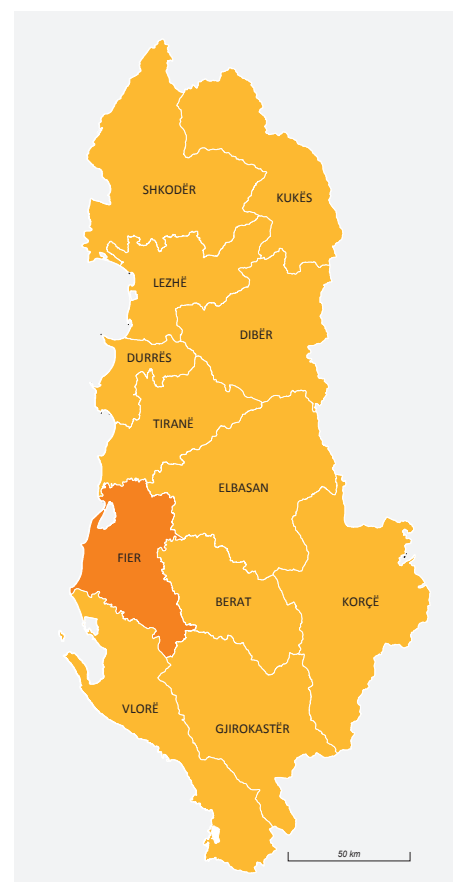 SHKODËR
KUKËS
LEZHË
DIBËR
DURRËS
TIRANË
ELBASAN
FIER
BERAT
KORÇË
VLORË
GJIROKASTËR
50 km